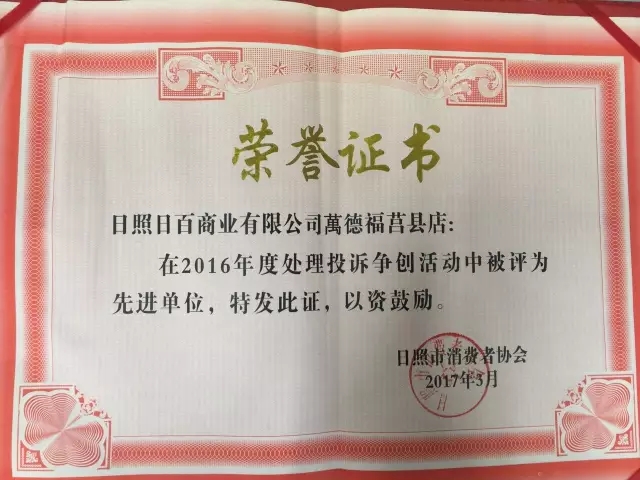 荣誉证书
日照日百商业有限公司萬德福莒县店：
在2016年度处理投诉争创活动中被评为
先进单位，特发此证，以资鼓励。
日照市消费者协会
2017年3月